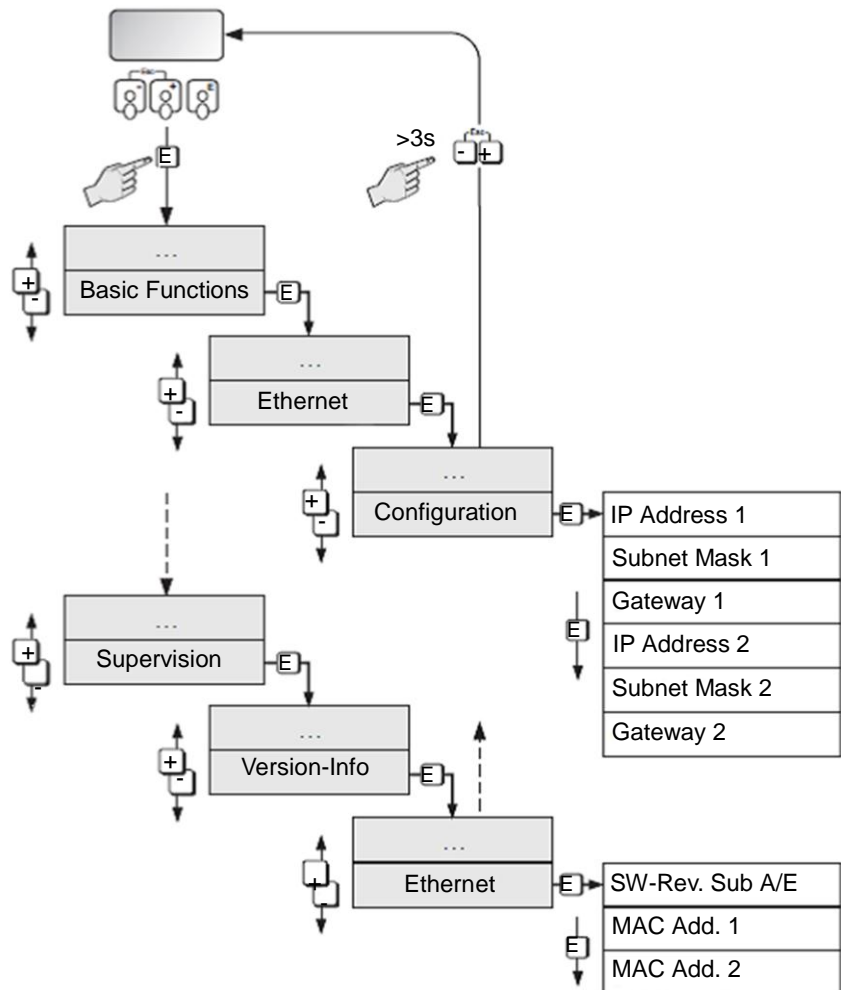 Esc
- + E
E
>3s
Esc
- +
...
Basic Functions
+
-
E
...
Ethernet
+
-
E
...
Configuration
+
-
E
IP Address 1
Subnet Mask 1
Gateway 1
IP Address 2
Subnet Mask 2
Gateway 2
E
...
Supervision
+
-
E
...
Version-Info
+
-
E
...
Ethernet
+
-
E
SW-Rev. Sub A/E
MAC Add. 1
MAC Add. 2
E